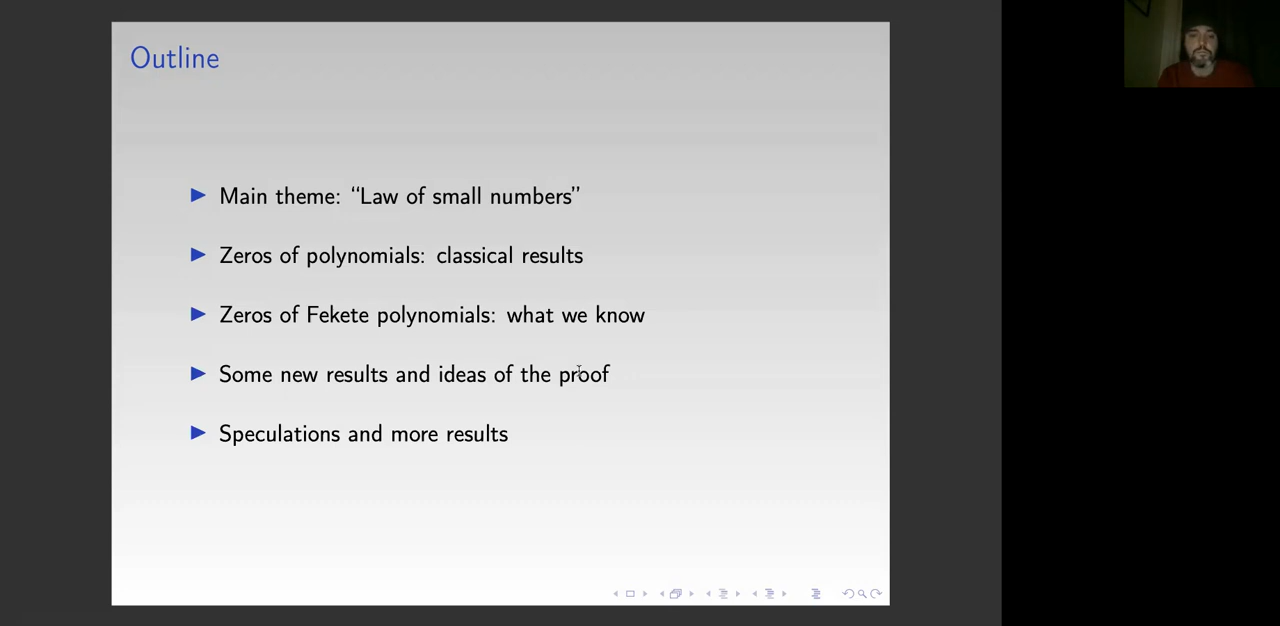 Outline
Main theme: “Law of small numbers”
Zeros of polynomials: classical results
Zeros of Fekete polynomials: what we know
Some new results and ideas of the proof
Speculations and more results